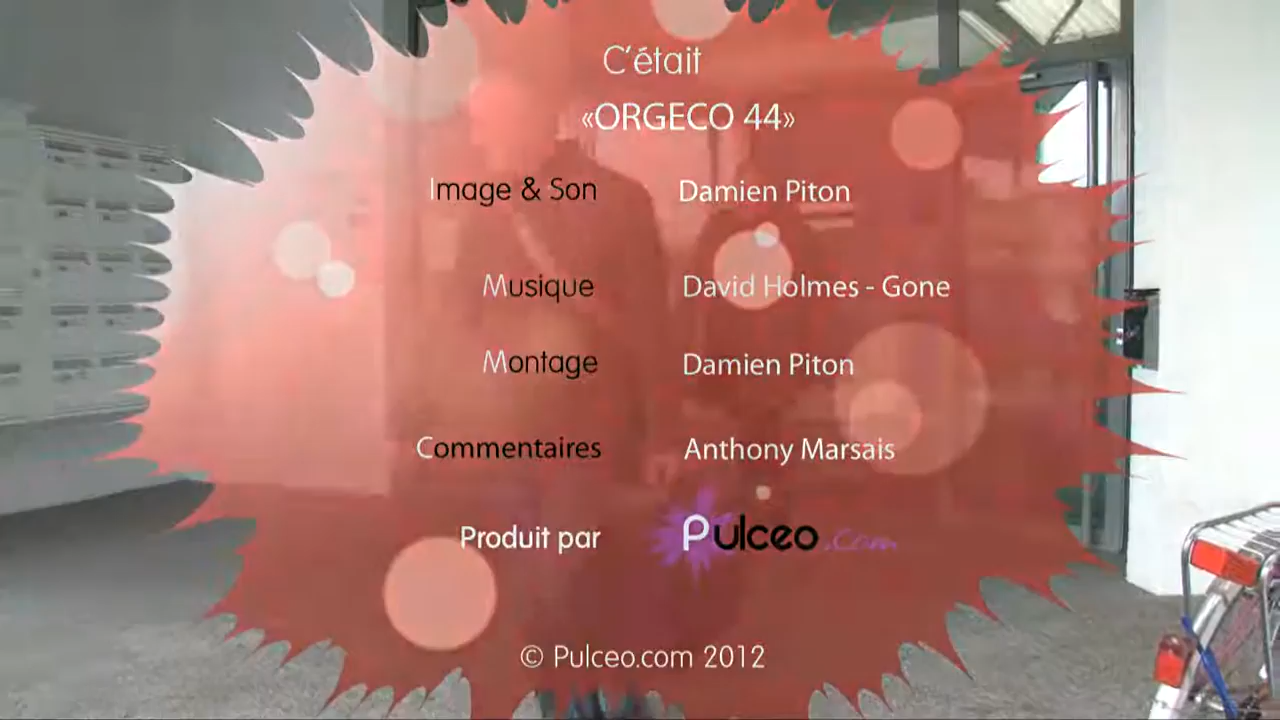 C'était
«ORGECO 44»
Image & Son Damien Piton
Musique David Holmes - Gone
Montage Damien Piton
Commentaires Anthony Marsais
Produit par Pulceo.com
© Pulceo.com 2012